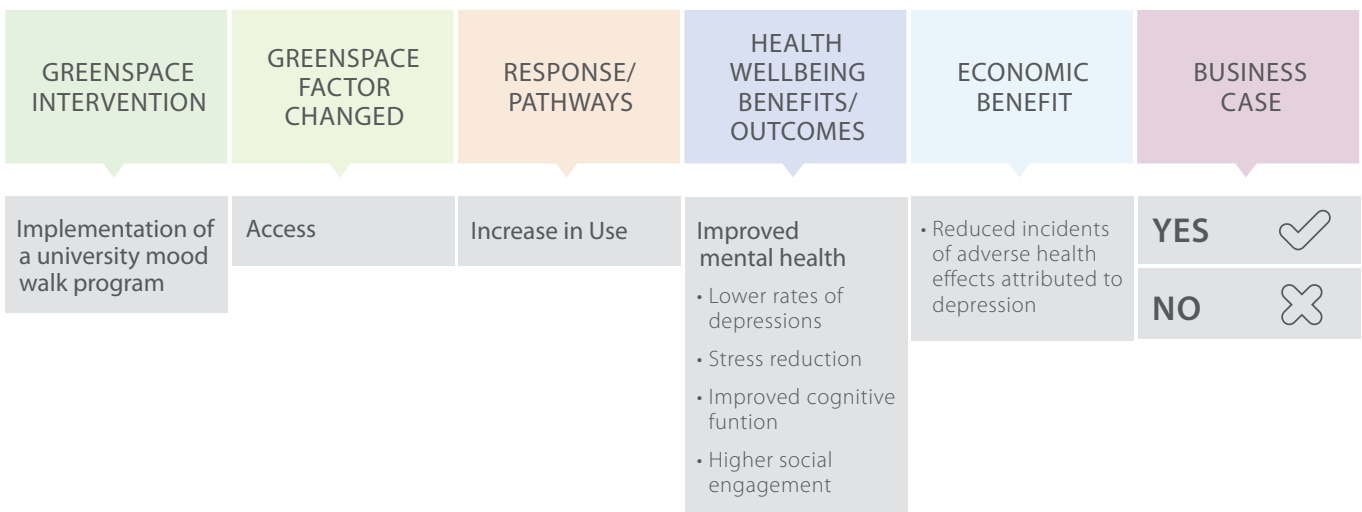 GREENSPACE
INTERVENTION
GREENSPACE
FACTOR
CHANGED
RESPONSE/
PATHWAYS
HEALTH
WELLBEING
BENEFITS/
OUTCOMES
ECONOMIC
BENEFIT
BUSINESS
CASE
Implementation of
a university mood
walk program
Access
Increase in Use
Improved
mental health
• Lower rates of
depressions
• Stress reduction
• Improved cognitive
funtion
• Higher social
engagement
• Reduced incidents
of adverse health
effects attributed to
depression
YES
NO